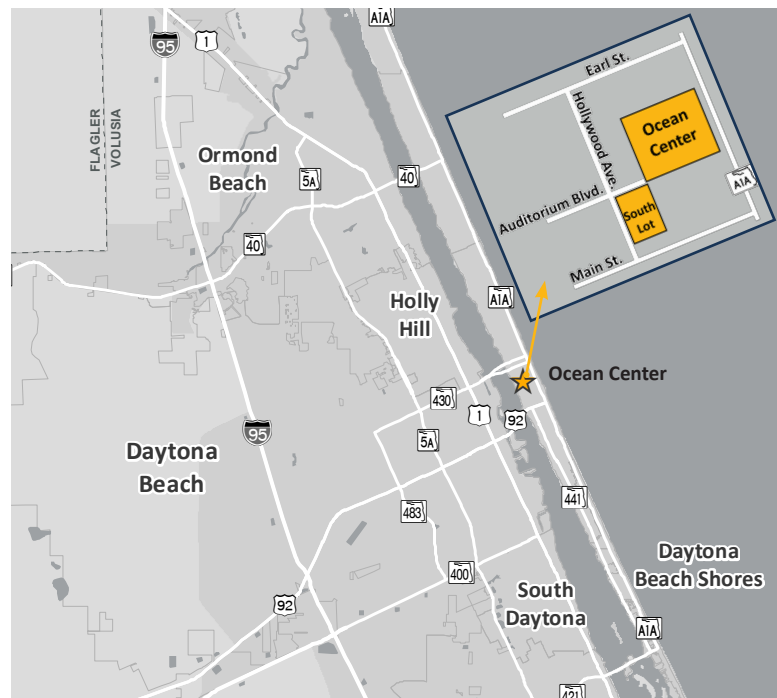 A1A
95
1
FLAGLER
VOLUSIA
Earl St.
Hollywood Ave.
Ocean
Center
Ormond
Beach
5A
40
A1A
Auditorium Blvd.
South
Lot
40
Main St.
Holly
Hill
A1A
Ocean Center
430
1
92
95
5A
Daytona
Beach
441
483
Daytona
Beach Shores
400
South
Daytona
92
A1A
421